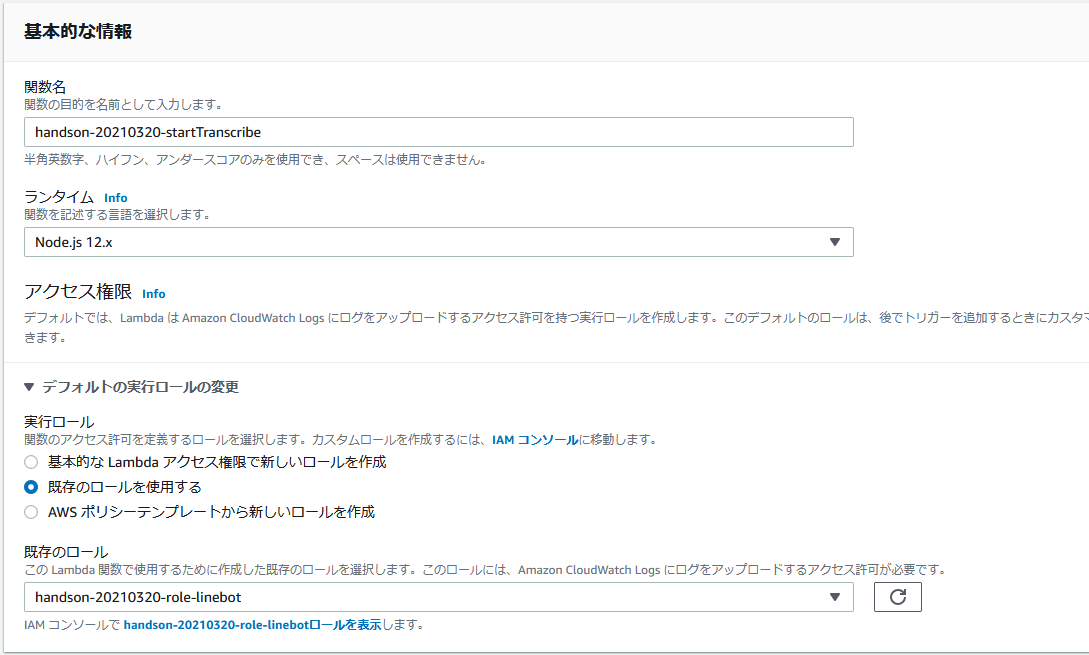 基本的な情報
関数名
関数の目的を名前として入力します。
handson-20210320-startTranscribe
半角英数字、ハイフン、アンダースコアのみを使用でき、スペースは使用できません。
ランタイム Info
関数を記述する言語を選択します。
Node.js 12.x
アクセス権限 Info
デフォルトでは、Lambda は Amazon CloudWatch Logs にログをアップロードするアクセス許可を持つ実行ロールを作成します。このデフォルトのロールは、後でトリガーを追加するときにカスタマ
きます。
デフォルトの実行ロールの変更
実行ロール
関数のアクセス許可を定義するロールを選択します。カスタムロールを作成するには、IAM コンソールに移動します。
基本的な Lambda アクセス権限で新しいロールを作成
既存のロールを使用する
AWS ポリシーテンプレートから新しいロールを作成
既存のロール
この Lambda 関数で使用するために作成した既存のロールを選択します。このロールには、Amazon CloudWatch Logs にログをアップロードするアクセス許可が必要です。
handson-20210320-role-linebot
IAM コンソールで handson-20210320-role-linebotロールを表示します。